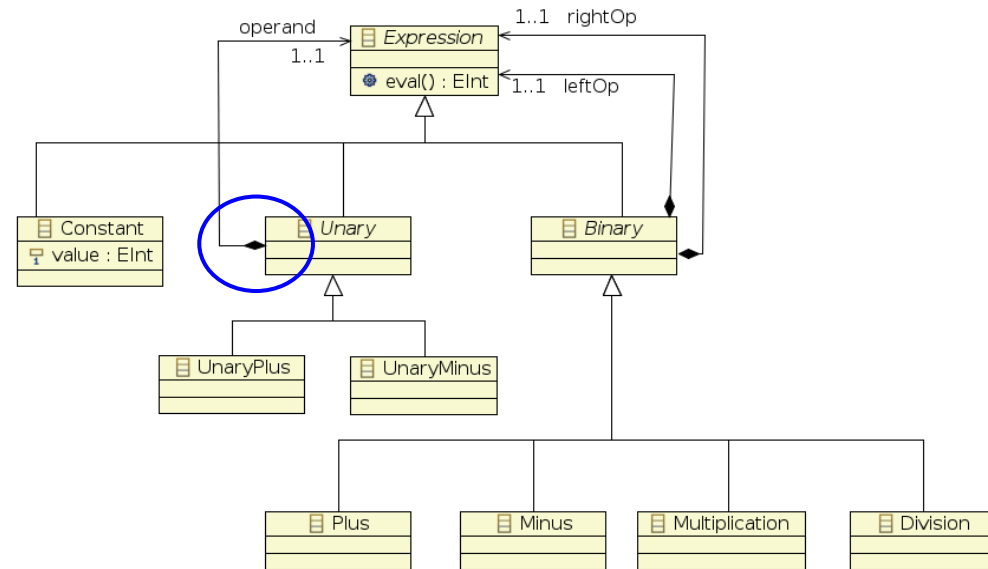 1..1 rightOp
operand
Expression
1..1
eval() : EInt
1..1 leftOp
Constant
Unary
Binary
value : EInt
UnaryPlus
UnaryMinus
Plus
Minus
Multiplication
Division